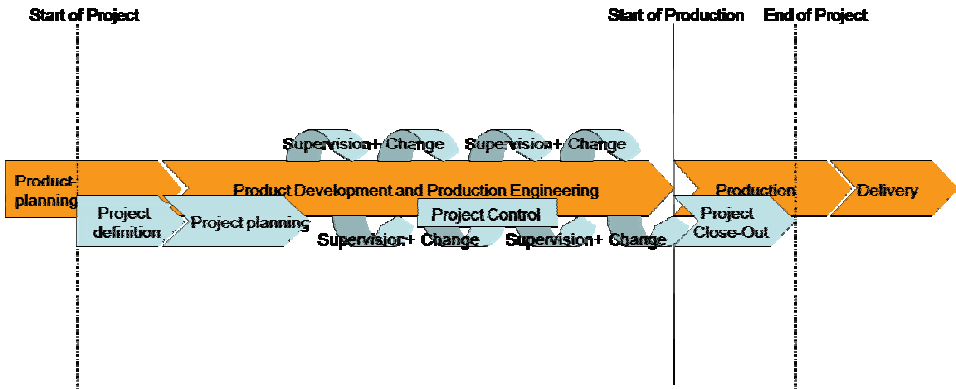 Start of Project
Start of Production
End of Project
Supervision+ Change
Supervision+ Change
Product
planning
Product Development and Production Engineering
Production
Delivery
Project
definition
Project planning
Project Control
Project
Close-Out
Supervision+ Change
Supervision+ Change